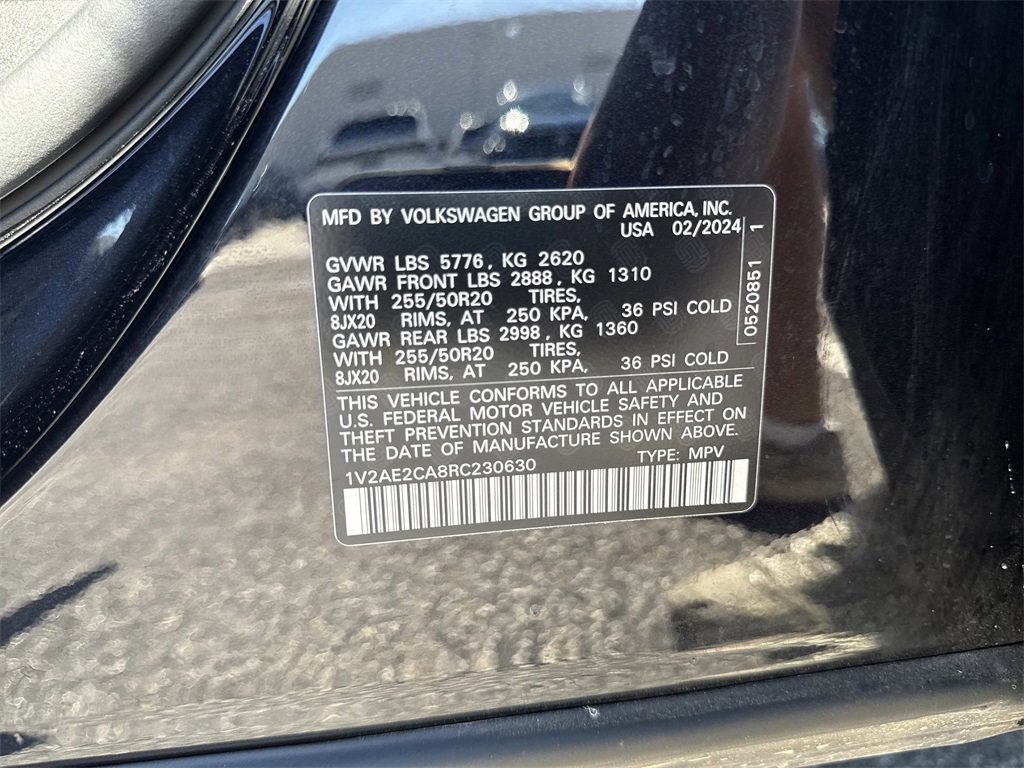 MFD BY VOLKSWAGEN GROUP OF AMERICA, INC.
USA 02/2024
GVWR LBS 5776, KG 2620
GAWR FRONT LBS 2888, KG 1310
WITH 255/50R20 TIRES,
8JX20 RIMS, AT 250 KPA, 36 PSI COLD
GAWR REAR LBS 2998, KG 1360
WITH 255/50R20 TIRES,
8JX20 RIMS, AT 250 KPA, 36 PSI COLD
THIS VEHICLE CONFORMS TO ALL APPLICABLE
U.S. FEDERAL MOTOR VEHICLE SAFETY AND
THEFT PREVENTION STANDARDS IN EFFECT ON
THE DATE OF MANUFACTURE SHOWN ABOVE.
1V2AE2CA8RC230630 TYPE: MPV
0520851 1